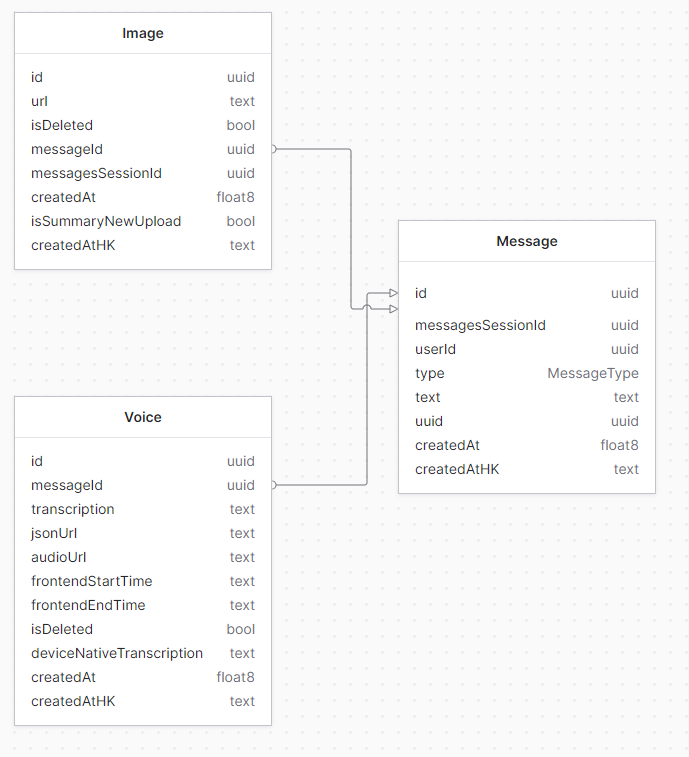 Image
id uuid
url text
isDeleted bool
messageId uuid
messagesSessionId uuid
createdAt float8
isSummaryNewUpload bool
createdAtHK text
Message
id uuid
messagesSessionId uuid
userId uuid
type MessageType
text text
uuid uuid
createdAt float8
createdAtHK text
Voice
id uuid
messageId uuid
transcription text
jsonUrl text
audioUrl text
frontendStartTime text
frontendEndTime text
isDeleted bool
deviceNativeTranscription text
createdAt float8
createdAtHK text